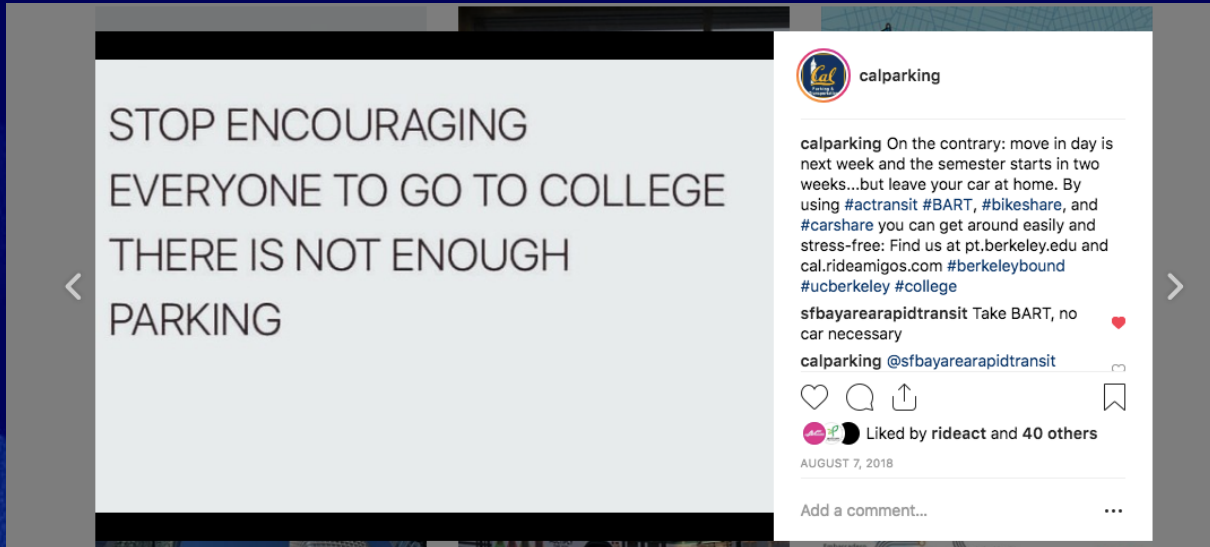 STOP ENCOURAGING
EVERYONE TO GO TO COLLEGE
THERE IS NOT ENOUGH
PARKING
Cal
Parking &
Transportation
calparking
calparking On the contrary: move in day is
next week and the semester starts in two
weeks...but leave your car at home. By
using #actransit #BART, #bikeshare, and
#carshare you can get around easily and
stress-free: Find us at pt.berkeley.edu and
cal.rideamigos.com #berkeleybound
#ucberkeley #college
sfbayarearapidtransit Take BART, no
car necessary
calparking @sfbayarearapidtransit
Liked by rideact and 40 others
AUGUST 7, 2018
Add a comment...